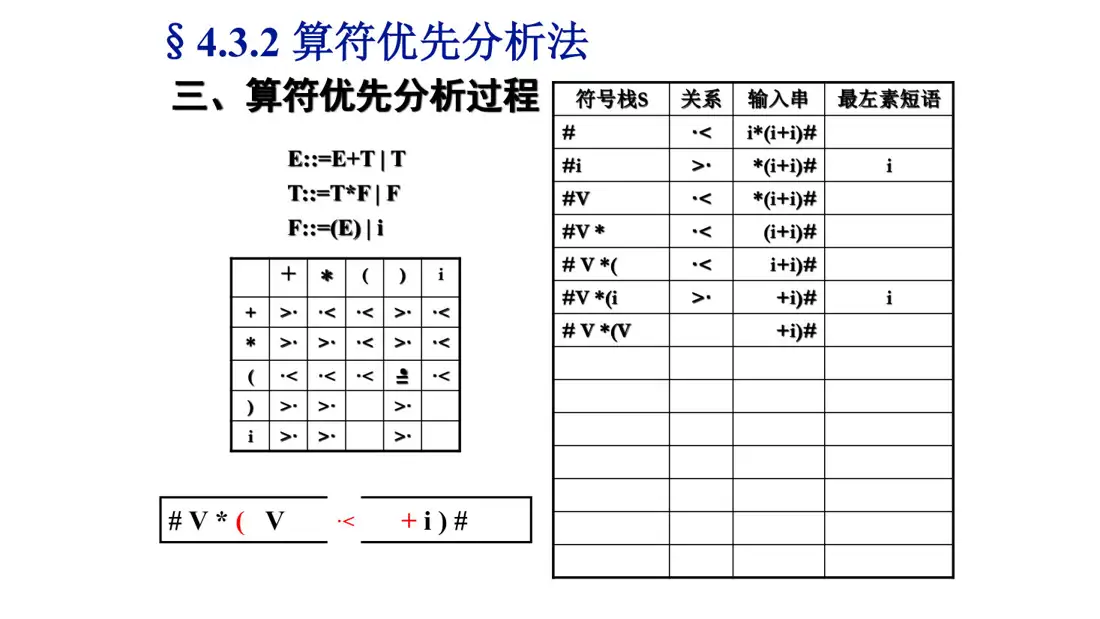 § 4.3.2 算符优先分析法
三、算符优先分析过程
E::=E+T | T
T::=T*F | F
F::=(E) | i
+ * ( ) i
+ >· ·< ·< >· ·<
* >· >· ·< >· ·<
( ·< ·< ·< ≗ ·<
) >· >· >·
i >· >· >·
# V * ( V ·< + i ) #
符号栈S 关系 输入串 最左素短语
# ·< i*(i+i)#
#i >· *(i+i)# i
#V ·< *(i+i)#
#V * ·< (i+i)#
# V *( ·< i+i)#
#V *(i >· +i)# i
# V *(V +i)#